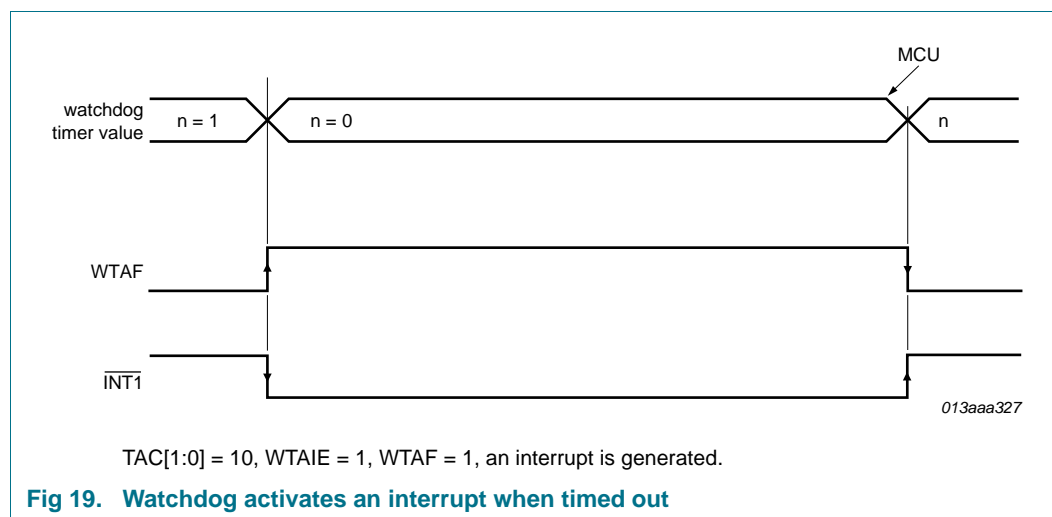 MCU
watchdog
timer value
n = 1
n = 0
n
WTAF
INT1
013aaa327
TAC[1:0] = 10, WTAIE = 1, WTAF = 1, an interrupt is generated.
Fig 19. Watchdog activates an interrupt when timed out